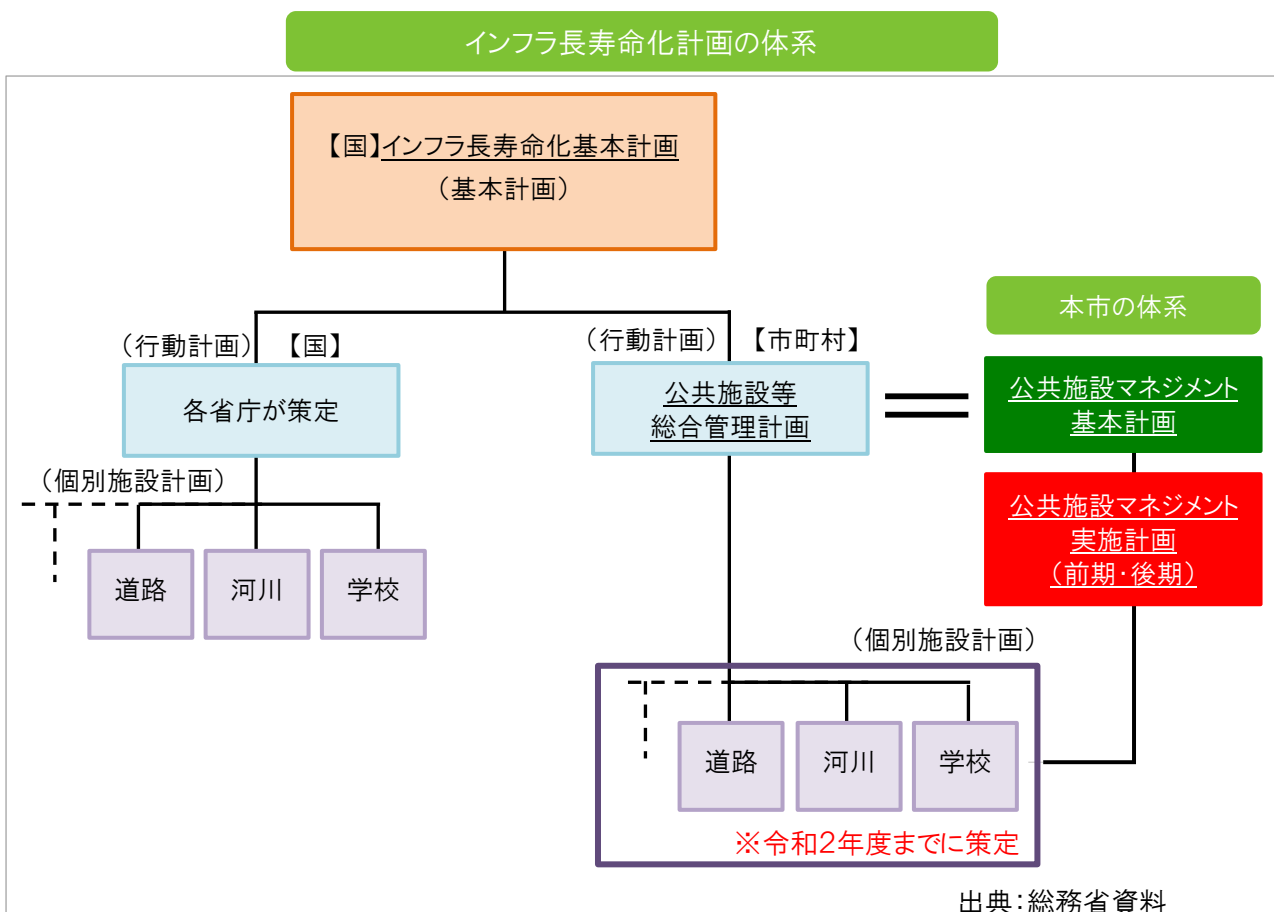 インフラ長寿命化計画の体系
【国】インフラ長寿命化基本計画
（基本計画）
本市の体系
（行動計画）
【国】
（行動計画）
【市町村】
各省庁が策定
公共施設等
総合管理計画
公共施設マネジメント
基本計画
（個別施設計画）
道路
河川
学校
公共施設マネジメント
実施計画
（前期・後期）
（個別施設計画）
道路
河川
学校
※令和２年度までに策定
出典：総務省資料